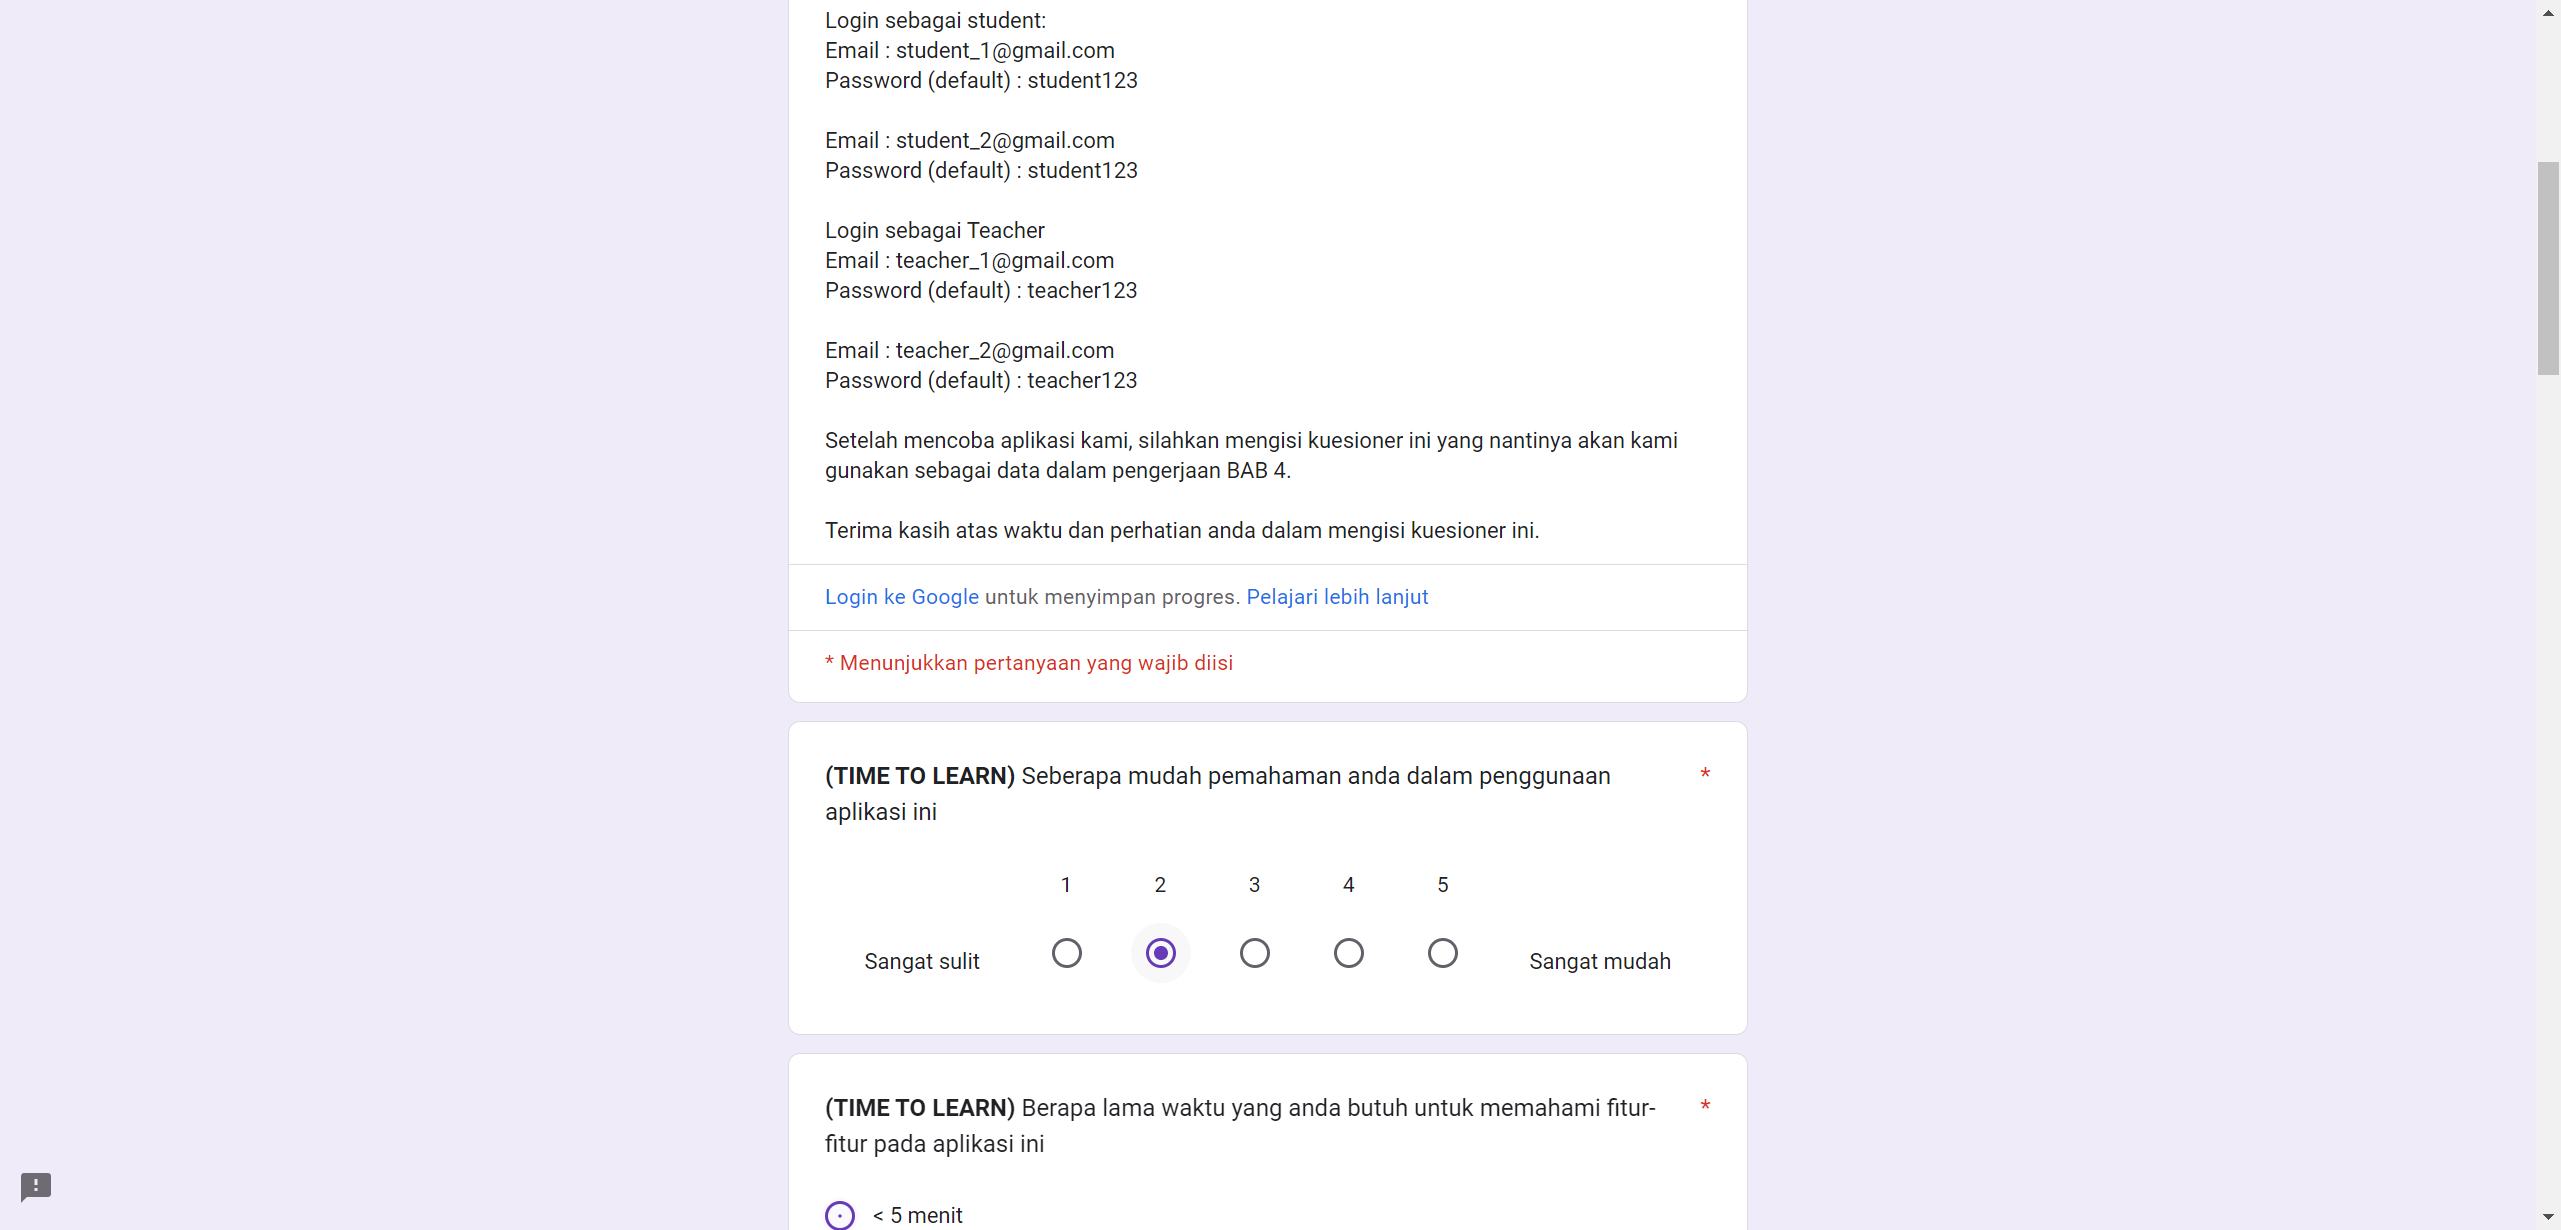 Login sebagai student:
Email : student_1@gmail.com
Password (default) : student123
Email : student_2@gmail.com
Password (default) : student123
Login sebagai Teacher
Email : teacher_1@gmail.com
Password (default) : teacher123
Email : teacher_2@gmail.com
Password (default) : teacher123
Setelah mencoba aplikasi kami, silahkan mengisi kuesioner ini yang nantinya akan kami
gunakan sebagai data dalam pengerjaan BAB 4.
Terima kasih atas waktu dan perhatian anda dalam mengisi kuesioner ini.
Login ke Google untuk menyimpan progres. Pelajari lebih lanjut
* Menunjukkan pertanyaan yang wajib diisi
(TIME TO LEARN) Seberapa mudah pemahaman anda dalam penggunaan *
aplikasi ini
1 2 3 4 5
Sangat sulit Sangat mudah
(TIME TO LEARN) Berapa lama waktu yang anda butuh untuk memahami fitur- *
fitur pada aplikasi ini
< 5 menit